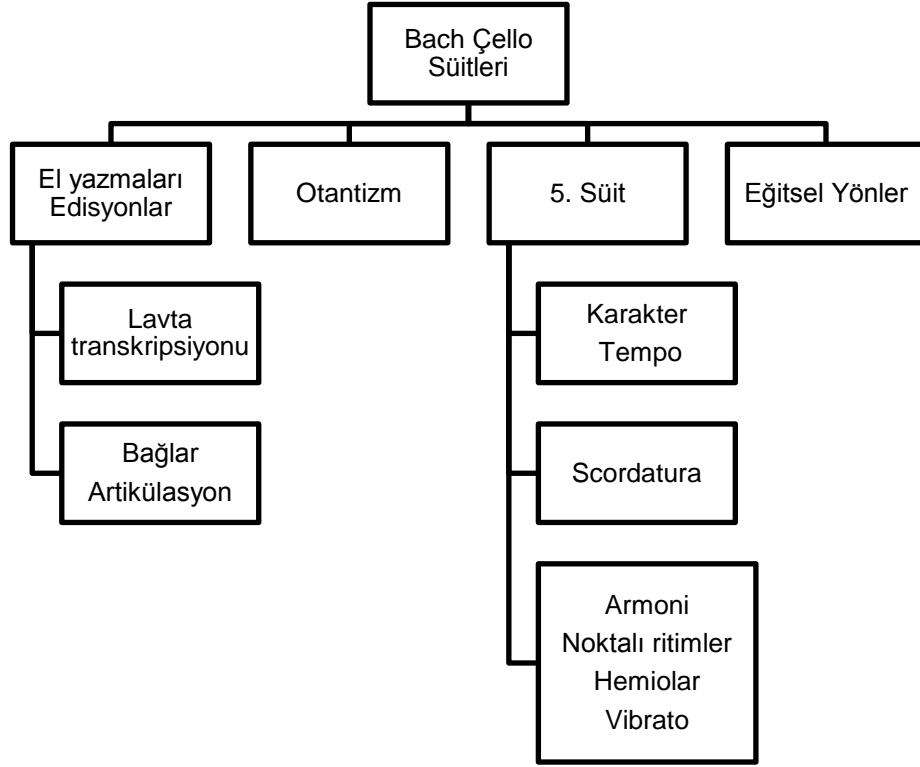 Bach Çello
Süitleri
El yazmaları
Edisyonlar
Otantizm
5. Süit
Eğitsel Yönler
Lavta
transkripsiyonu
Bağlar
Artikülasyon
Karakter
Tempo
Scordatura
Armoni
Noktalı ritimler
Hemiolar
Vibrato